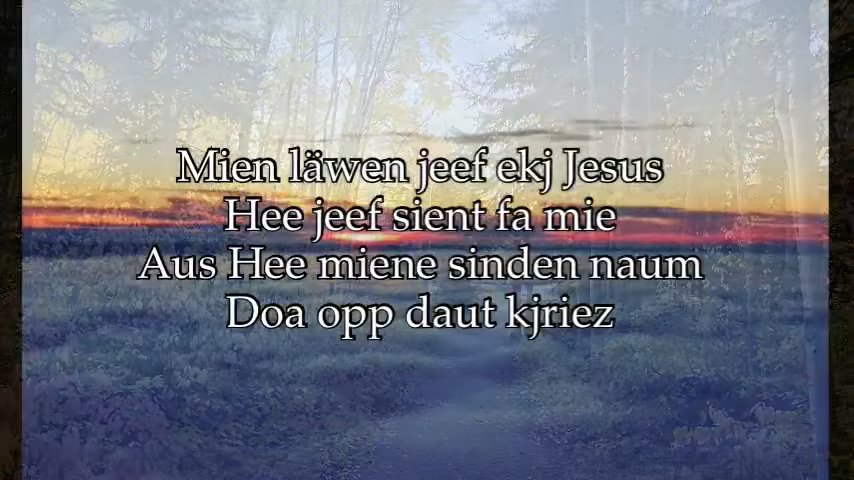 Mien läwen jeef ekj Jesus
Hee jeef sient fa mie
Aus Hee miene sinden naum
Doa opp daut kjriez